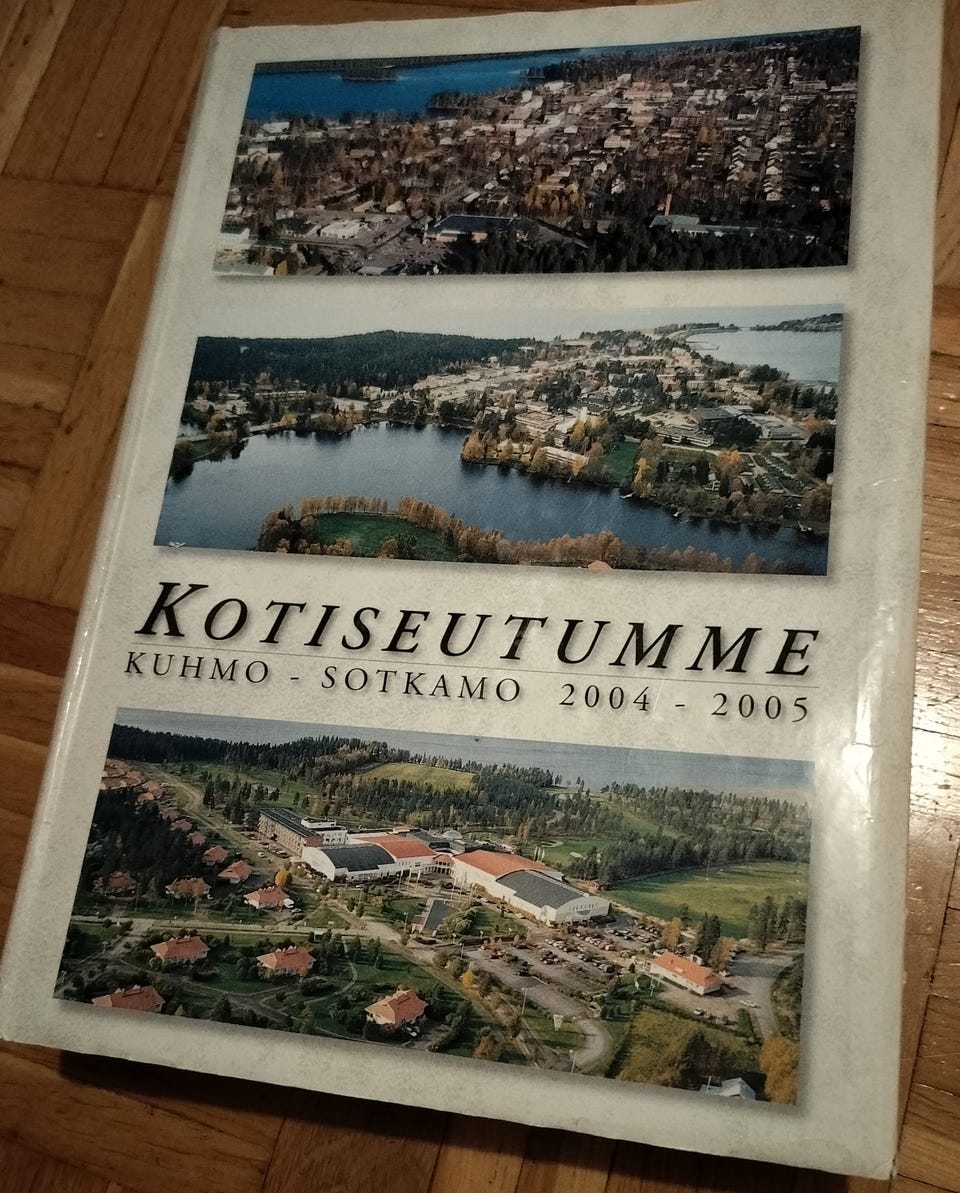 KOTISEUTUMME
KUHMO - SOTKAMO 2004 - 2005